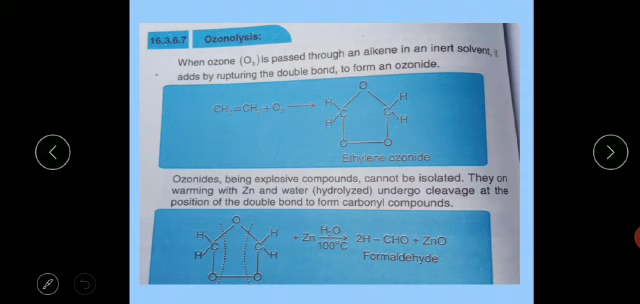 16.3.6.7 Ozonolysis:
When ozone (O₃) is passed through an alkene in an inert solvent, it
adds by rupturing the double bond, to form an ozonide.
CH₂=CH₂ + O₃ ⟶
O
H C C H
H H
O O
Ethylene ozonide
Ozonides, being explosive compounds, cannot be isolated. They on
warming with Zn and water (hydrolyzed) undergo cleavage at the
position of the double bond to form carbonyl compounds.
O
H C C H
H H
O O
+ Zn H₂O 100°C 2H – CHO + ZnO
Formaldehyde